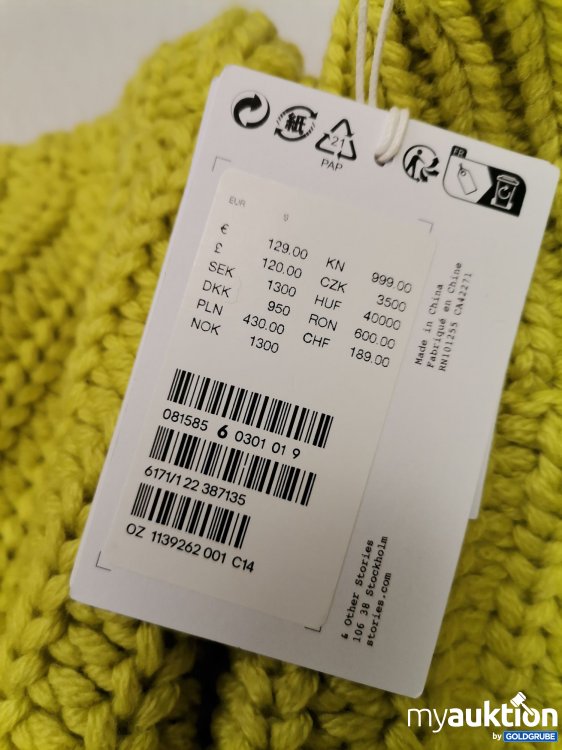 紙
21
PAP
FR
EUR S
€ 129.00 KN 999.00
£ 120.00 CZK 3500
SEK 1300 HUF 40000
DKK 950 RON 600.00
PLN 430.00 CHF 189.00
NOK 1300
081585 6 0301 01 9
6171/1 22 387135
OZ 1139262 001 C14
Made in China
Fabriqué en Chine
RN101255 CA42271
& Other Stories
106 38 Stockholm
stories.com
myauktion
by GOLDGRUBE